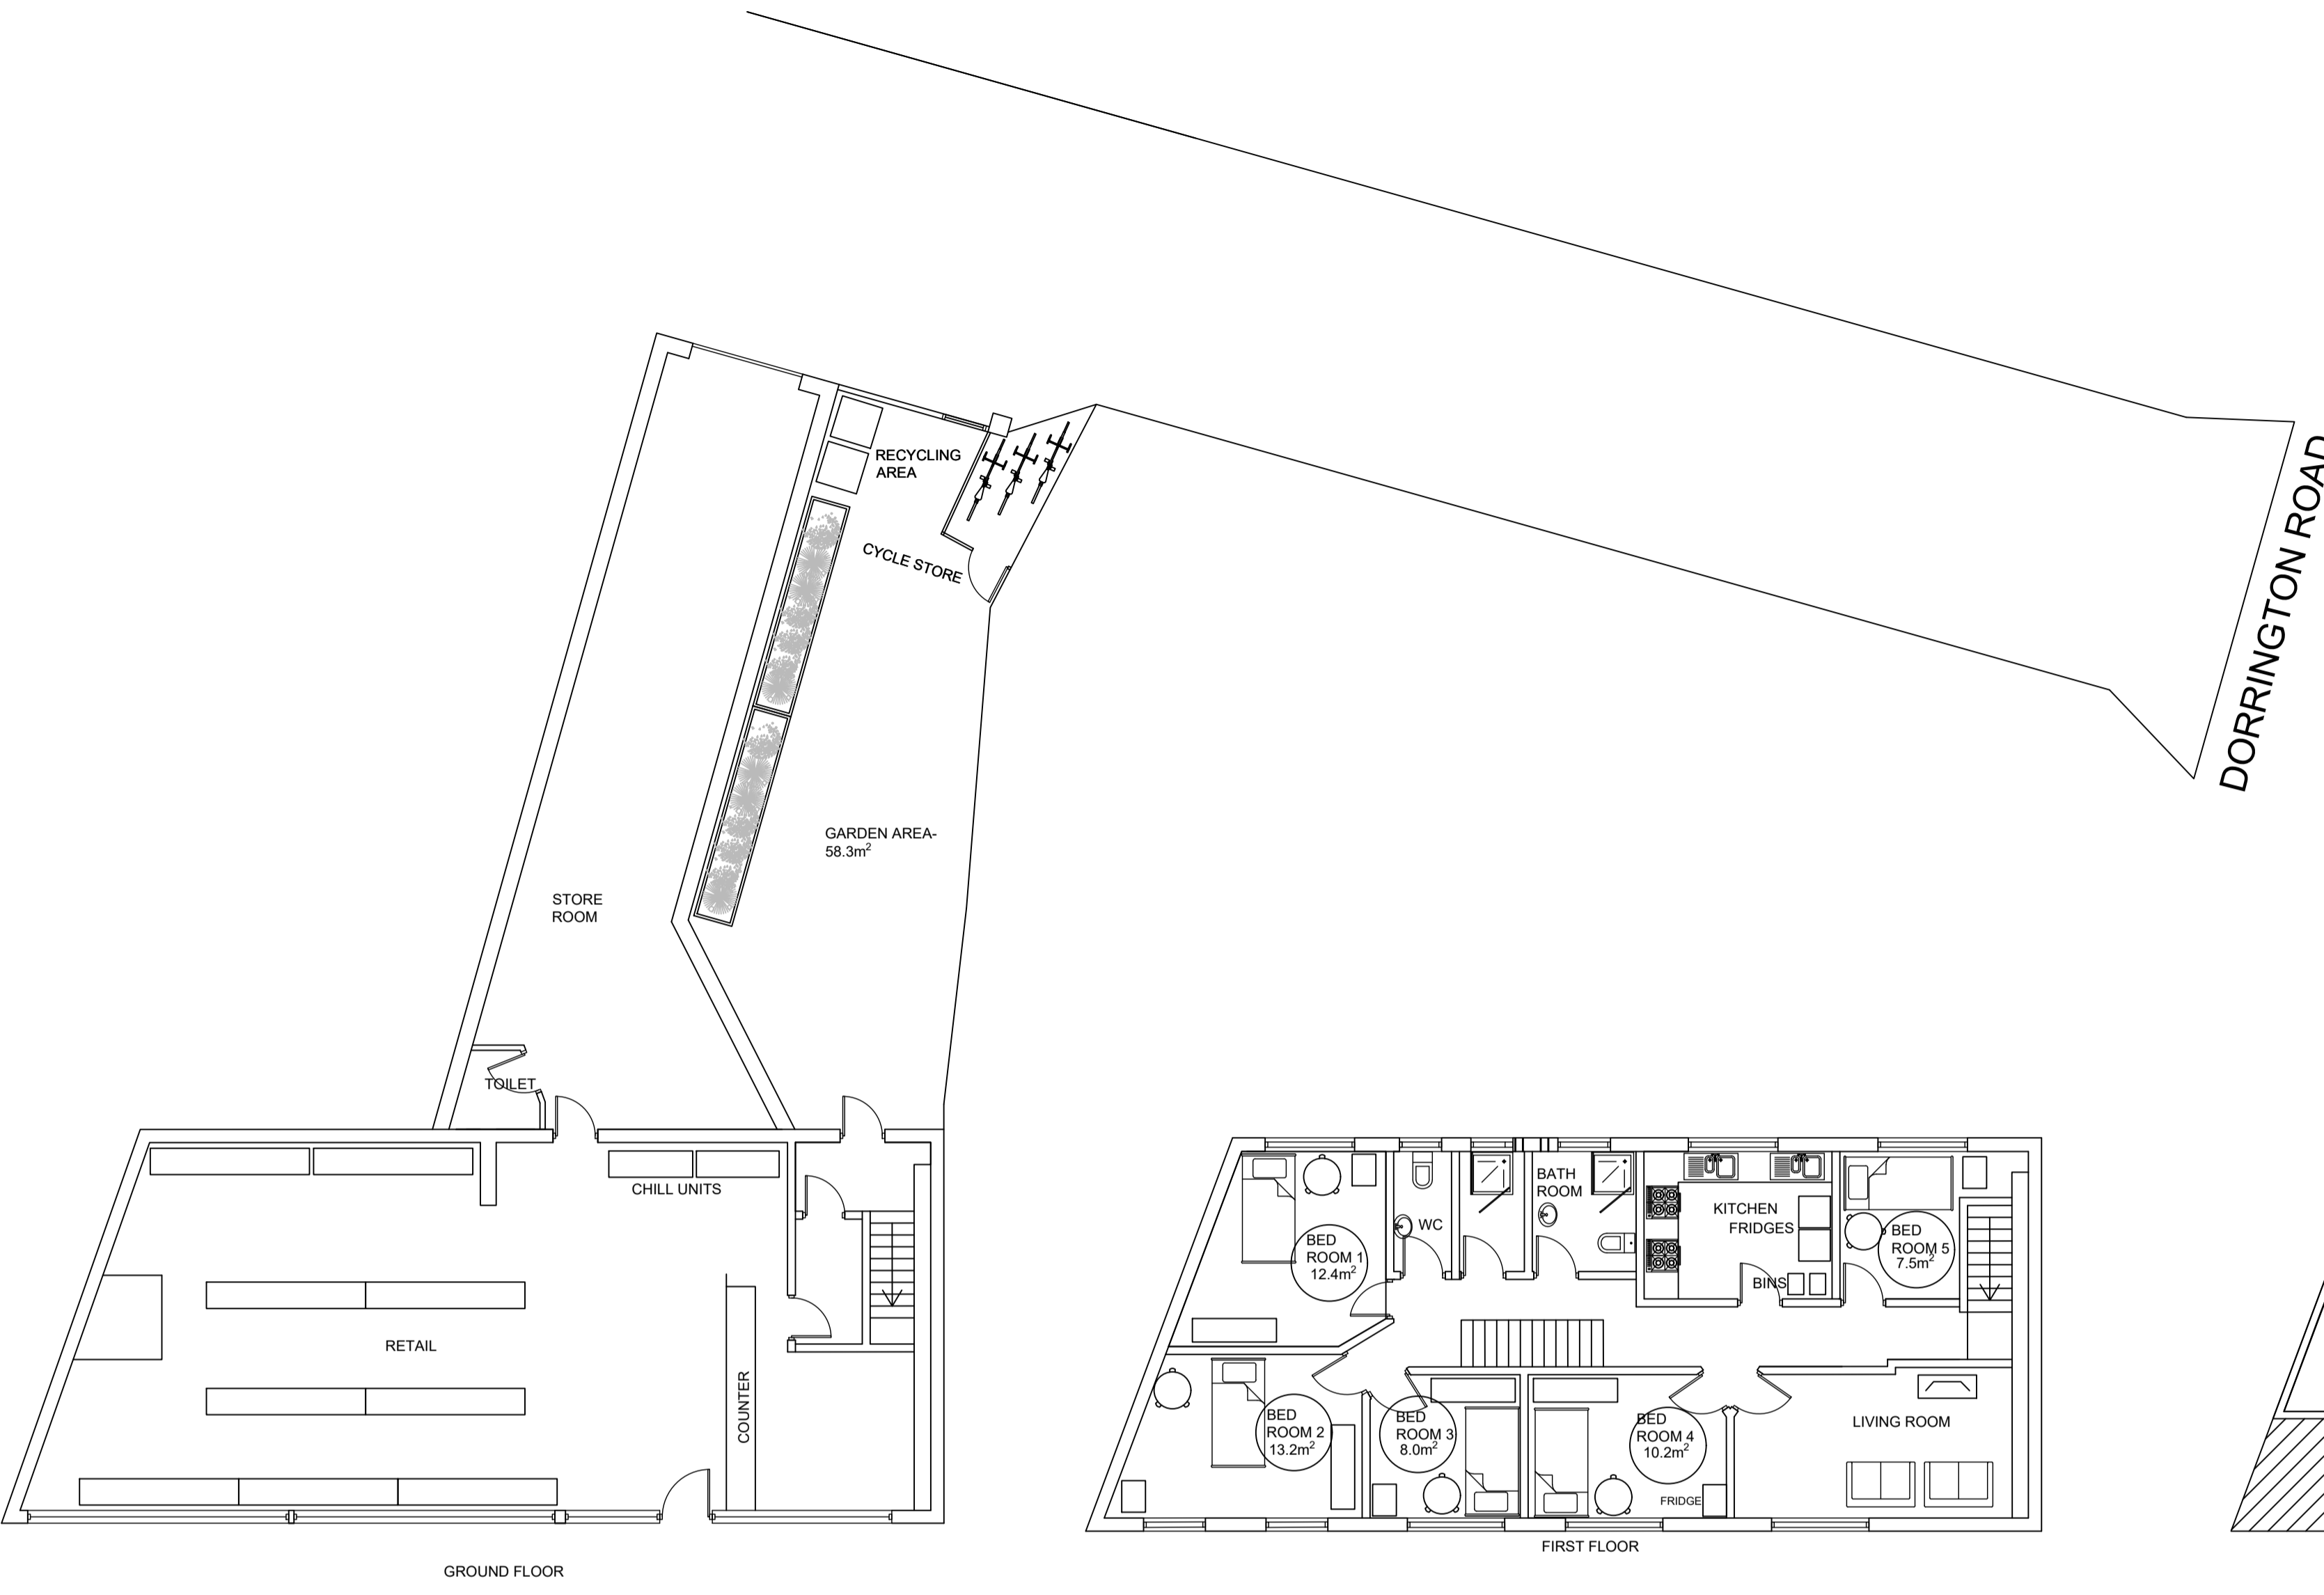 DORRINGTON ROAD
RECYCLING
AREA
CYCLE STORE
GARDEN AREA-
58.3m²
STORE
ROOM
TOILET
CHILL UNITS
RETAIL
COUNTER
GROUND FLOOR
BED
ROOM 1
12.4m²
WC
BATH
ROOM
KITCHEN
FRIDGES
BINS
BED
ROOM 5
7.5m²
BED
ROOM 2
13.2m²
BED
ROOM 3
8.0m²
BED
ROOM 4
10.2m²
FRIDGE
LIVING ROOM
FIRST FLOOR